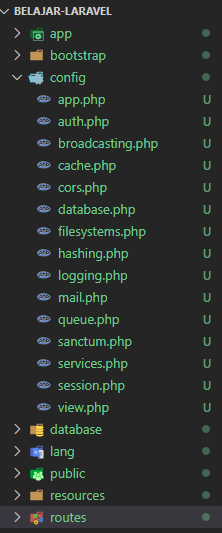 BELAJAR-LARAVEL
app
bootstrap
config
app.php U
auth.php U
broadcasting.php U
cache.php U
cors.php U
database.php U
filesystems.php U
hashing.php U
logging.php U
mail.php U
queue.php U
sanctum.php U
services.php U
session.php U
view.php U
database
lang
public
resources
routes